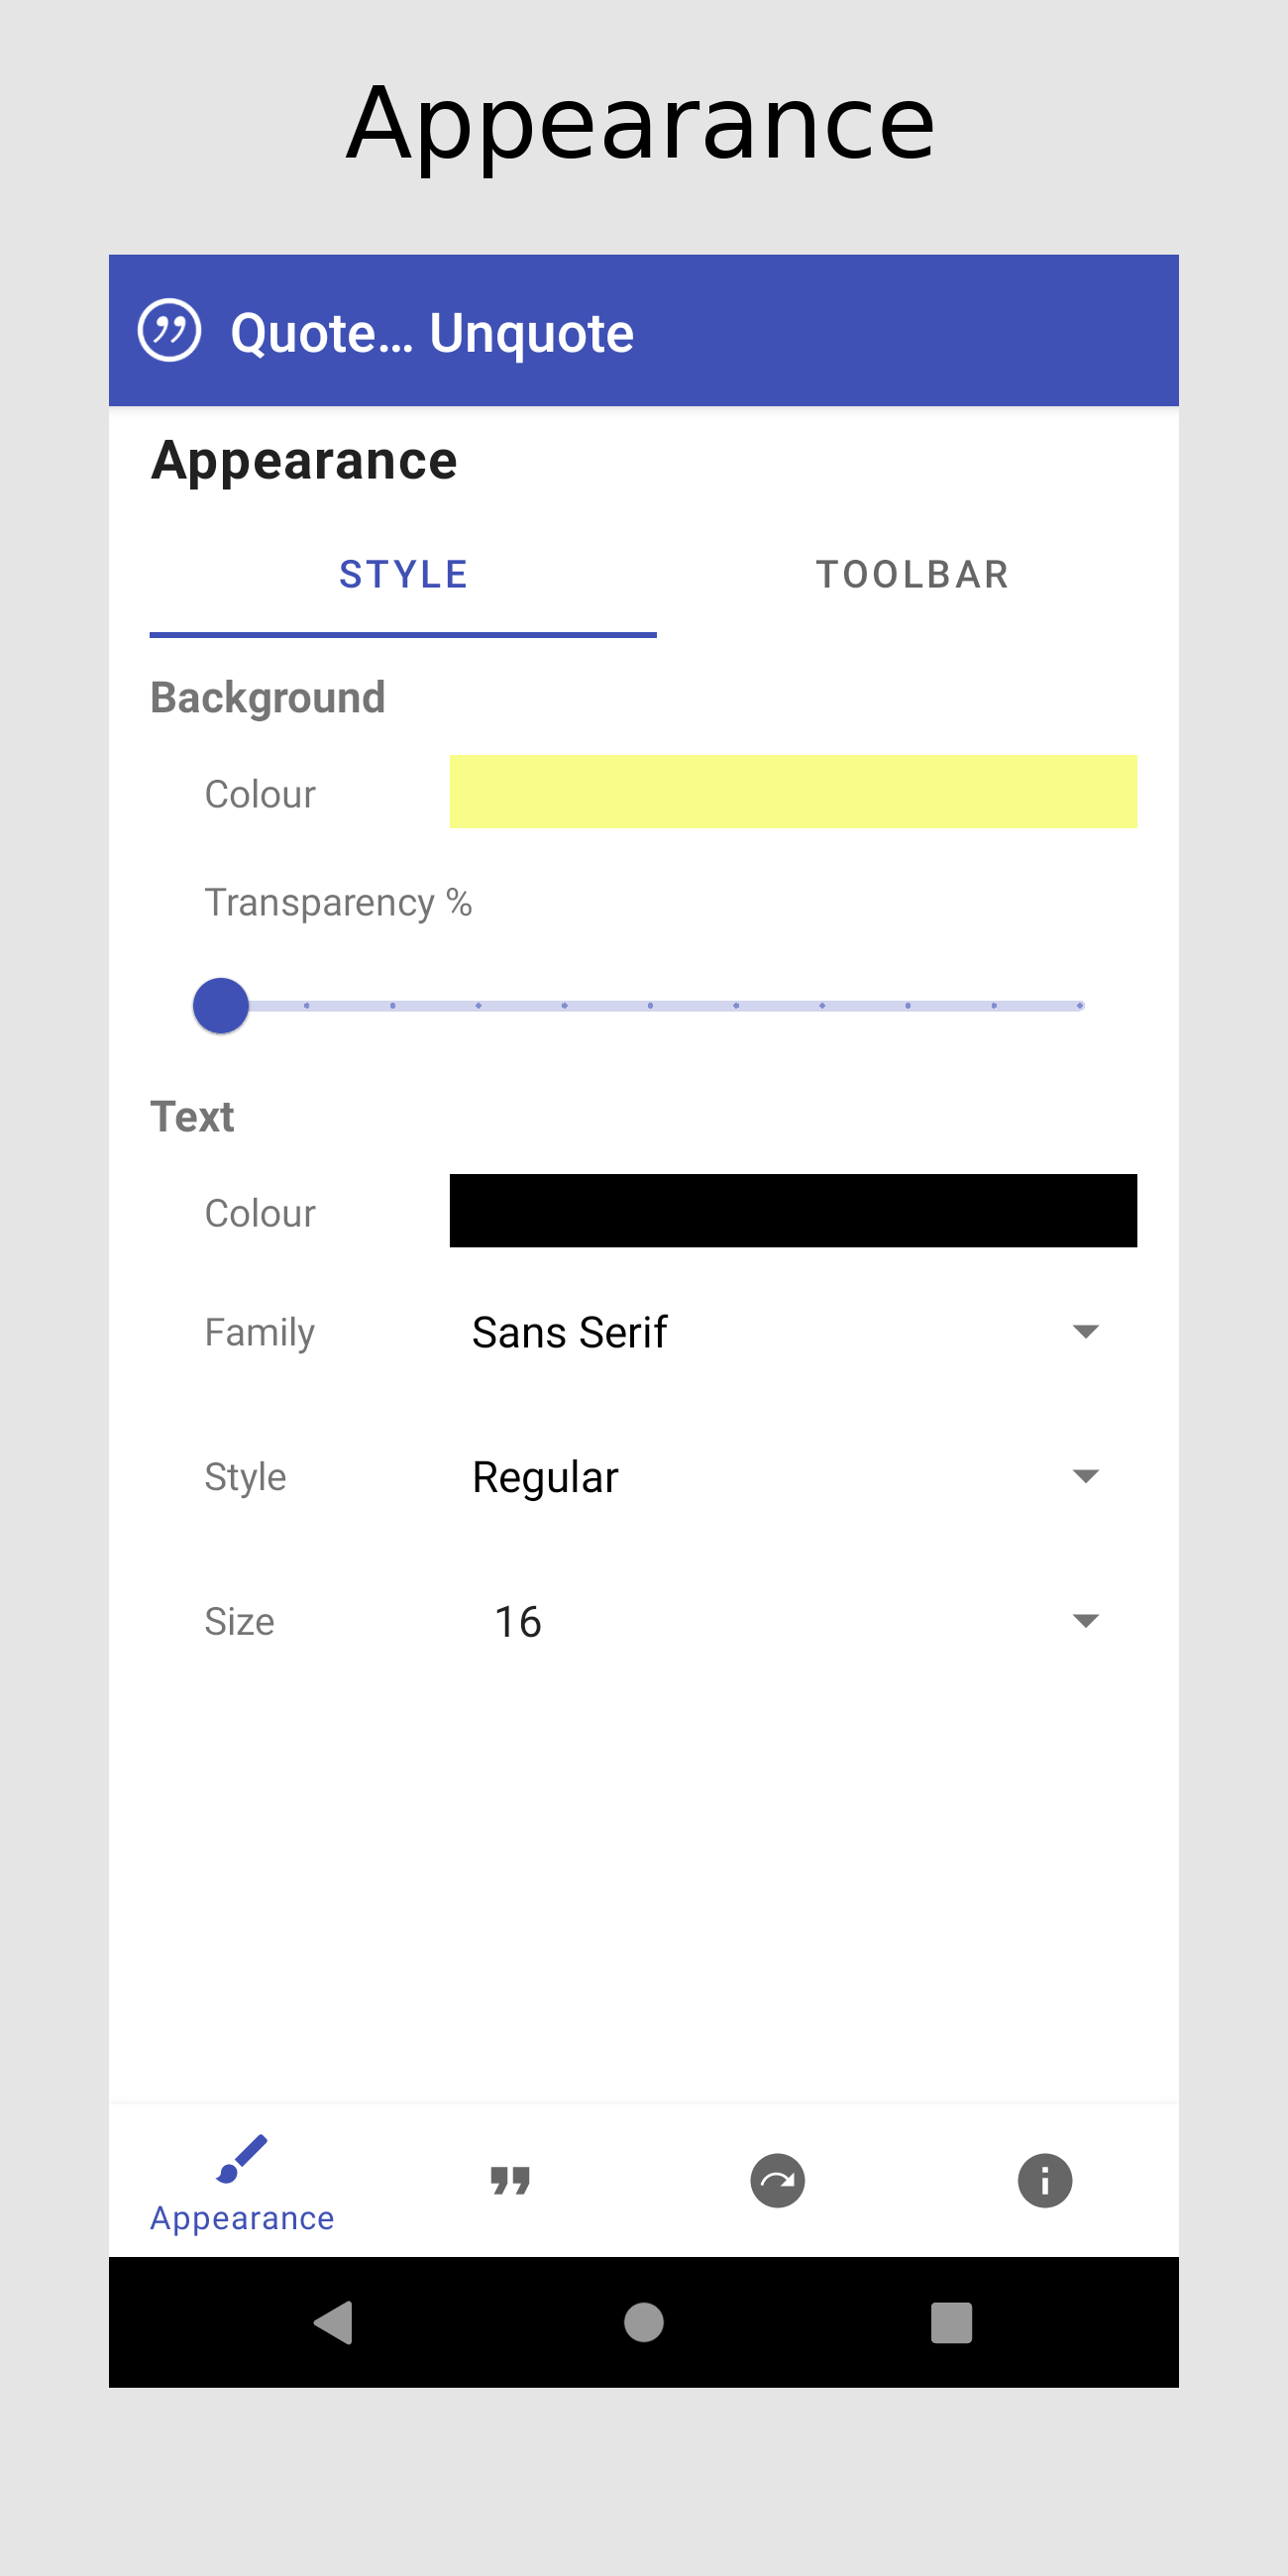 Appearance
Quote... Unquote
Appearance
STYLE TOOLBAR
Background
Colour
Transparency %
Text
Colour
Family Sans Serif
Style Regular
Size 16
Appearance